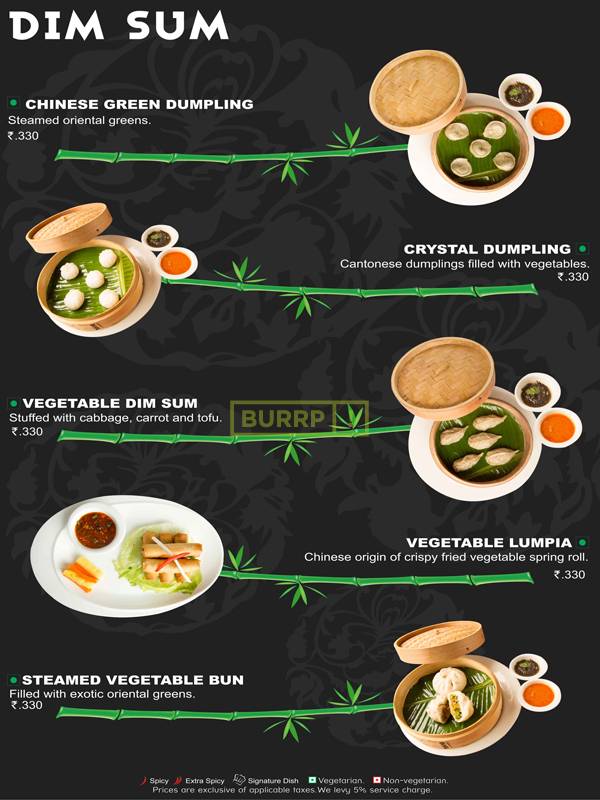 DIM SUM
CHINESE GREEN DUMPLING
Steamed oriental greens.
₹.330
CRYSTAL DUMPLING
Cantonese dumplings filled with vegetables.
₹.330
VEGETABLE DIM SUM
Stuffed with cabbage, carrot and tofu.
₹.330
BURRP
VEGETABLE LUMPIA
Chinese origin of crispy fried vegetable spring roll.
₹.330
STEAMED VEGETABLE BUN
Filled with exotic oriental greens.
₹.330
Spicy Extra Spicy Signature Dish Vegetarian. Non-vegetarian.
Prices are exclusive of applicable taxes.We levy 5% service charge.